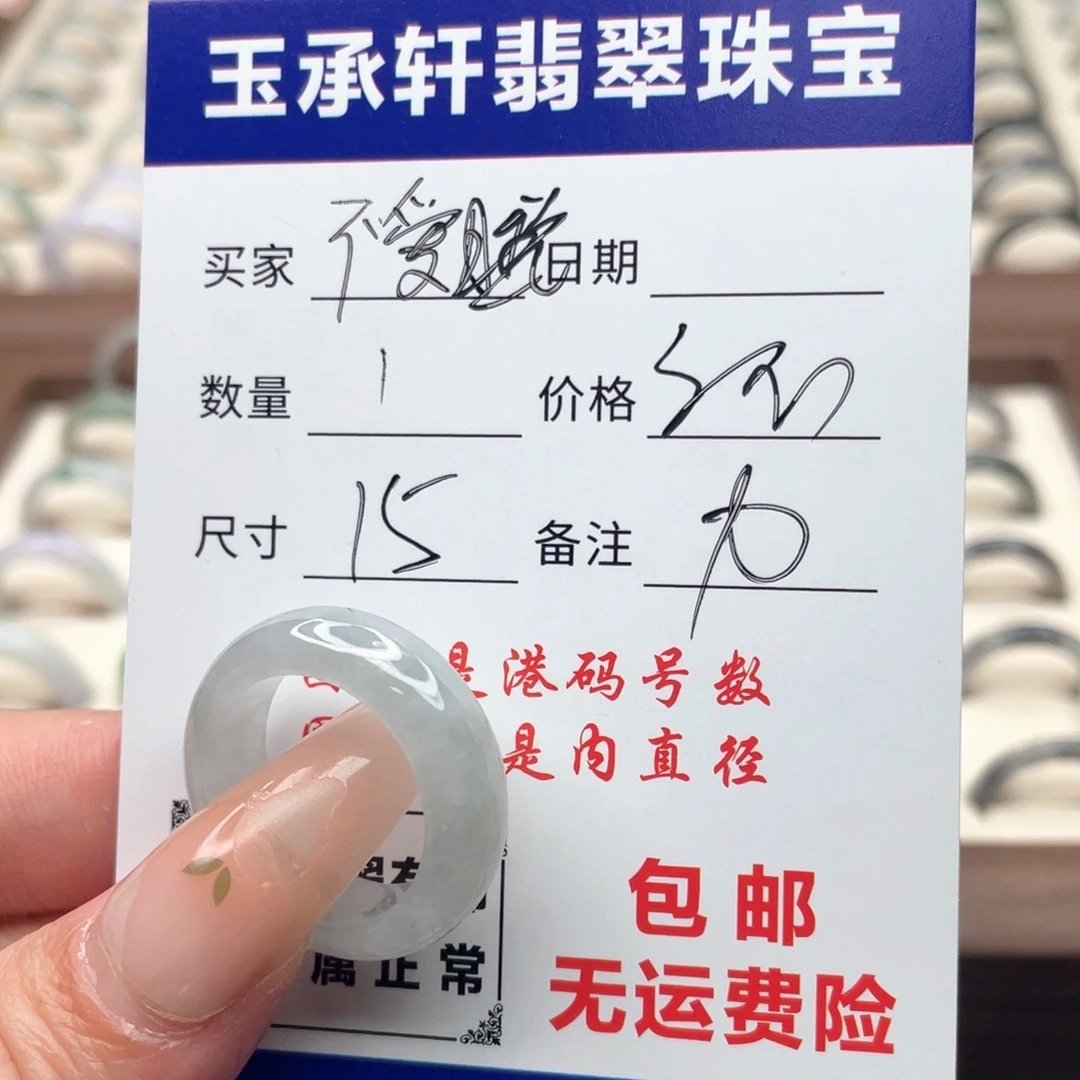 玉承轩翡翠珠宝
买家 不受 日期
数量 1 价格
尺寸 15 备注
是港码号数
是内直径
包邮
属正常
无运费险